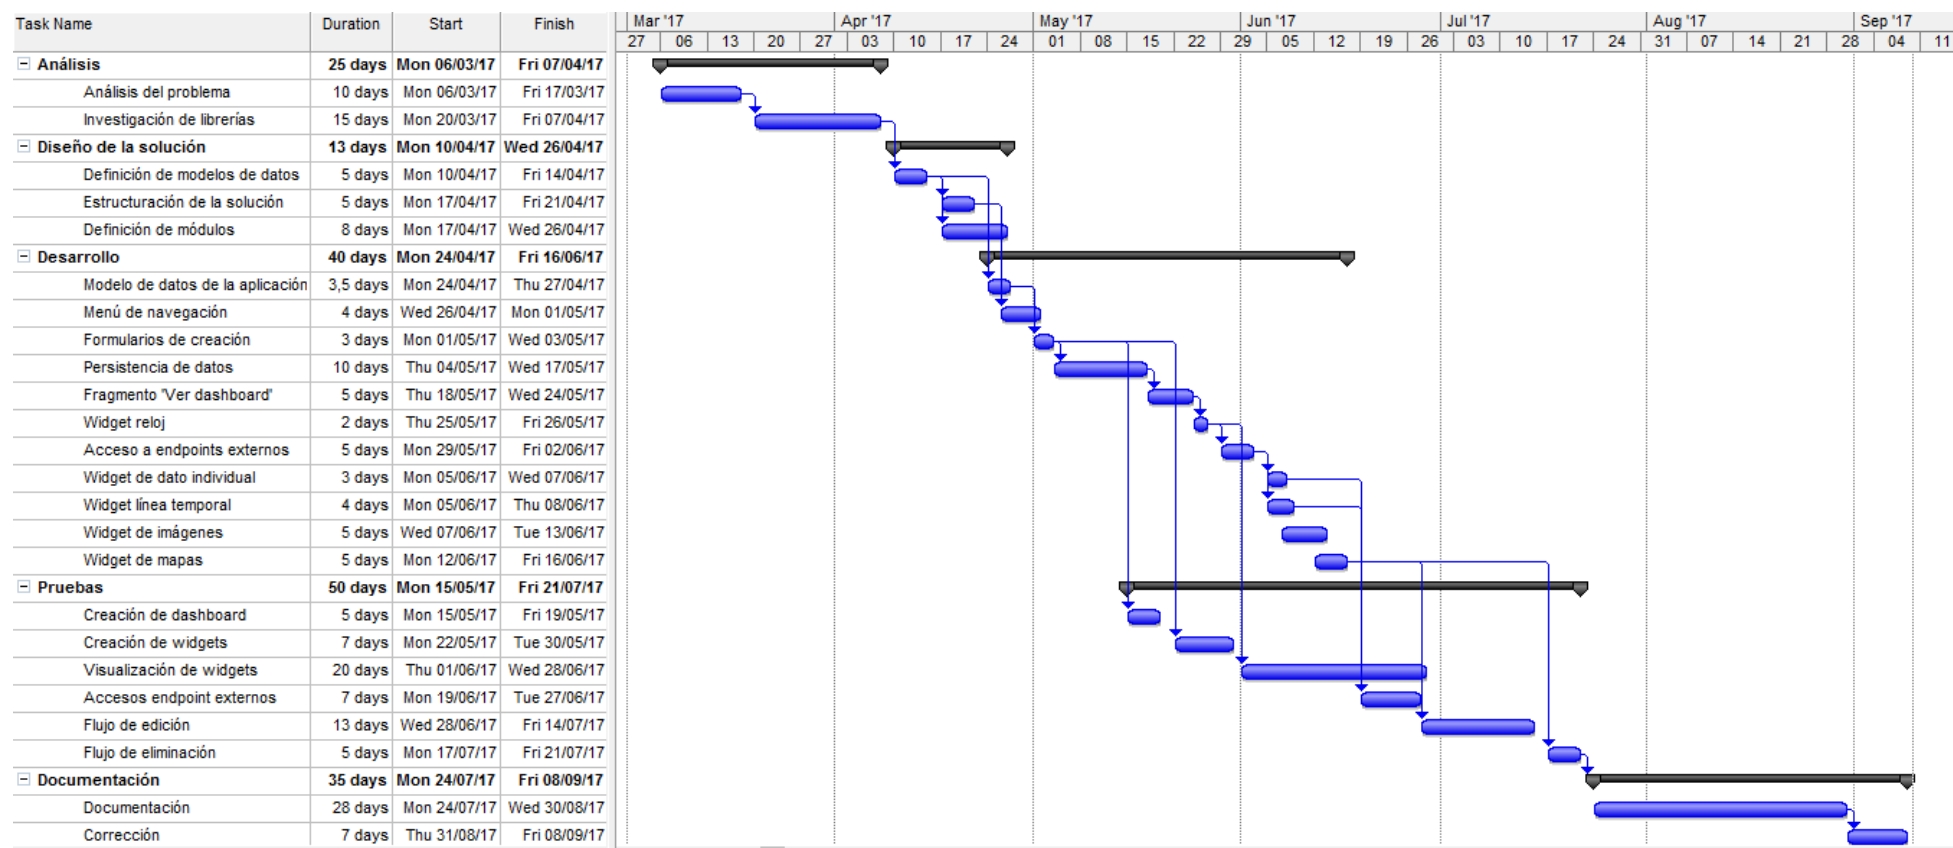 Task Name Duration Start Finish Mar '17 Apr '17 May '17 Jun '17 Jul '17 Aug '17 Sep '17
27 06 13 20 27 03 10 17 24 01 08 15 22 29 05 12 19 26 03 10 17 24 31 07 14 21 28 04 11
Análisis 25 days Mon 06/03/17 Fri 07/04/17
Análisis del problema 10 days Mon 06/03/17 Fri 17/03/17
Investigación de librerías 15 days Mon 20/03/17 Fri 07/04/17
Diseño de la solución 13 days Mon 10/04/17 Wed 26/04/17
Definición de modelos de datos 5 days Mon 10/04/17 Fri 14/04/17
Estructuración de la solución 5 days Mon 17/04/17 Fri 21/04/17
Definición de módulos 8 days Mon 17/04/17 Wed 26/04/17
Desarrollo 40 days Mon 24/04/17 Fri 16/06/17
Modelo de datos de la aplicación 3,5 days Mon 24/04/17 Thu 27/04/17
Menú de navegación 4 days Wed 26/04/17 Mon 01/05/17
Formularios de creación 3 days Mon 01/05/17 Wed 03/05/17
Persistencia de datos 10 days Thu 04/05/17 Wed 17/05/17
Fragmento 'Ver dashboard' 5 days Thu 18/05/17 Wed 24/05/17
Widget reloj 2 days Thu 25/05/17 Fri 26/05/17
Acceso a endpoints externos 5 days Mon 29/05/17 Fri 02/06/17
Widget de dato individual 3 days Mon 05/06/17 Wed 07/06/17
Widget línea temporal 4 days Mon 05/06/17 Thu 08/06/17
Widget de imágenes 5 days Wed 07/06/17 Tue 13/06/17
Widget de mapas 5 days Mon 12/06/17 Fri 16/06/17
Pruebas 50 days Mon 15/05/17 Fri 21/07/17
Creación de dashboard 5 days Mon 15/05/17 Fri 19/05/17
Creación de widgets 7 days Mon 22/05/17 Tue 30/05/17
Visualización de widgets 20 days Thu 01/06/17 Wed 28/06/17
Accesos endpoint externos 7 days Mon 19/06/17 Tue 27/06/17
Flujo de edición 13 days Wed 28/06/17 Fri 14/07/17
Flujo de eliminación 5 days Mon 17/07/17 Fri 21/07/17
Documentación 35 days Mon 24/07/17 Fri 08/09/17
Documentación 28 days Mon 24/07/17 Wed 30/08/17
Corrección 7 days Thu 31/08/17 Fri 08/09/17